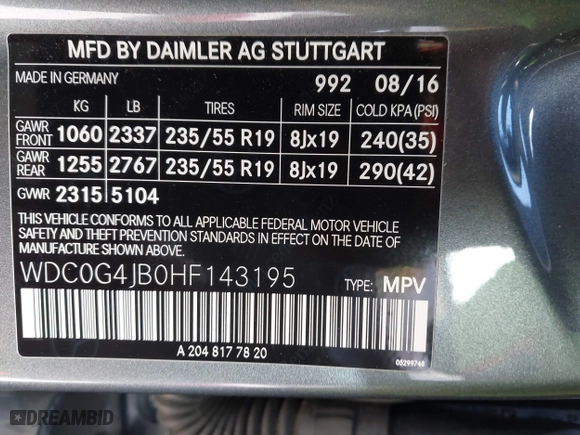 MFD BY DAIMLER AG STUTTGART
MADE IN GERMANY 992 08/16
KG LB TIRES RIM SIZE COLD KPA (PSI)
GAWR FRONT 1060 2337 235/55 R19 8Jx19 240(35)
GAWR REAR 1255 2767 235/55 R19 8Jx19 290(42)
GVWR 2315 5104
THIS VEHICLE CONFORMS TO ALL APPLICABLE FEDERAL MOTOR VEHICLE
SAFETY AND THEFT PREVENTION STANDARDS IN EFFECT ON THE DATE OF
MANUFACTURE SHOWN ABOVE.
WDC0G4JB0HF143195 TYPE: MPV
A 204 817 78 20
05299748
DREAMBID